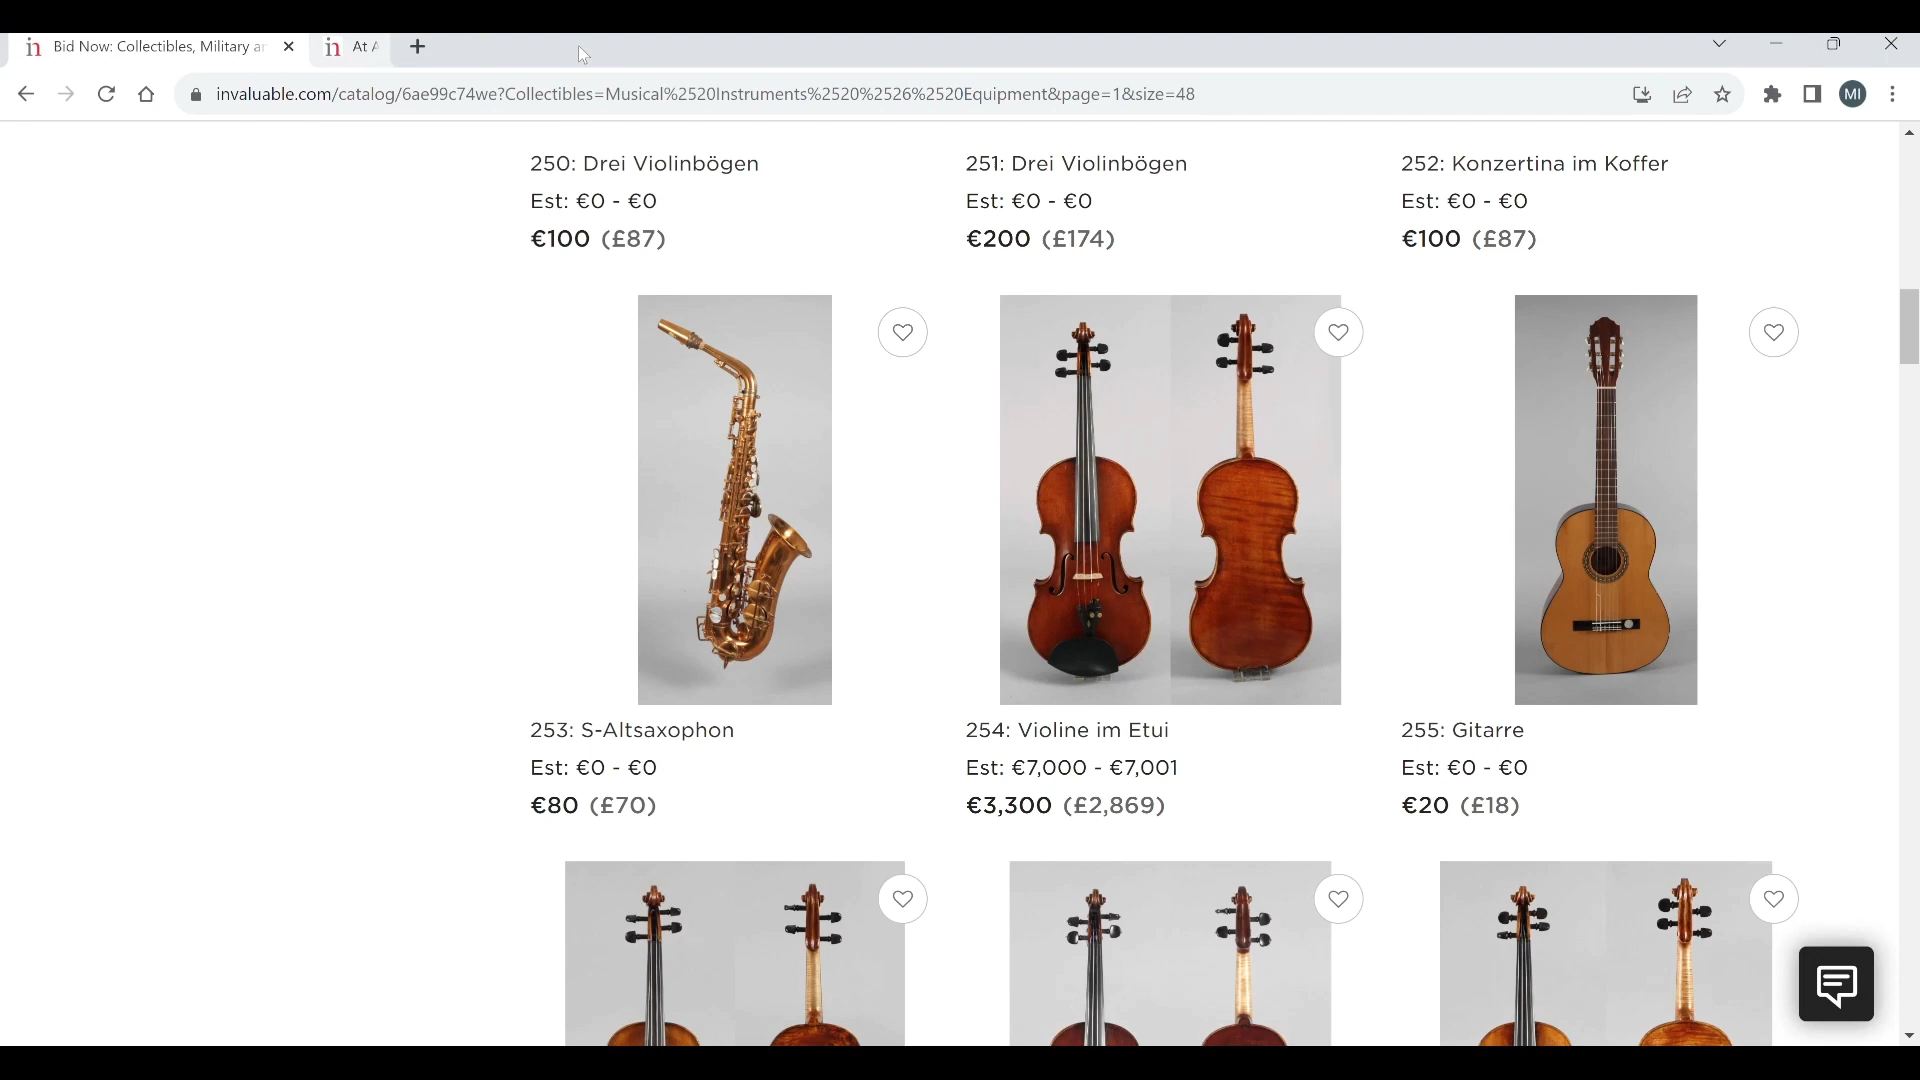 in Bid Now: Collectibles, Military ar
in At A
invaluable.com/catalog/6ae99c74we?Collectibles=Musical%2520Instruments%2520%2526%2520Equipment&page=1&size=48
MI
250: Drei Violinbögen
Est: €0 - €0
€100 (£87)
251: Drei Violinbögen
Est: €0 - €0
€200 (£174)
252: Konzertina im Koffer
Est: €0 - €0
€100 (£87)
253: S-Altsaxophon
Est: €0 - €0
€80 (£70)
254: Violine im Etui
Est: €7,000 - €7,001
€3,300 (£2,869)
255: Gitarre
Est: €0 - €0
€20 (£18)